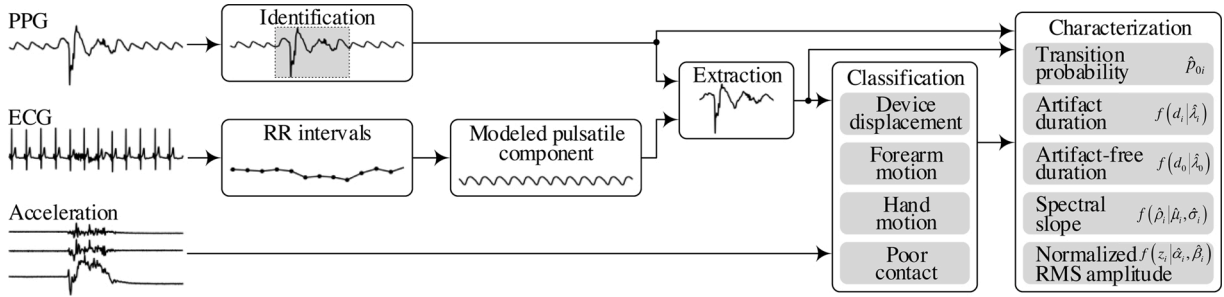 PPG
Identification
ECG
RR intervals
Modeled pulsatile
component
Acceleration
Extraction
Classification
Device
displacement
Forearm
motion
Hand
motion
Poor
contact
Characterization
Transition
probability p̂₀ᵢ
Artifact
duration f(dᵢ|λ̂ᵢ)
Artifact-free
duration f(d₀|λ̂₀)
Spectral
slope f(ρ̂ᵢ|μ̂ᵢ,σ̂ᵢ)
Normalized f(zᵢ|α̂ᵢ,β̂ᵢ)
RMS amplitude